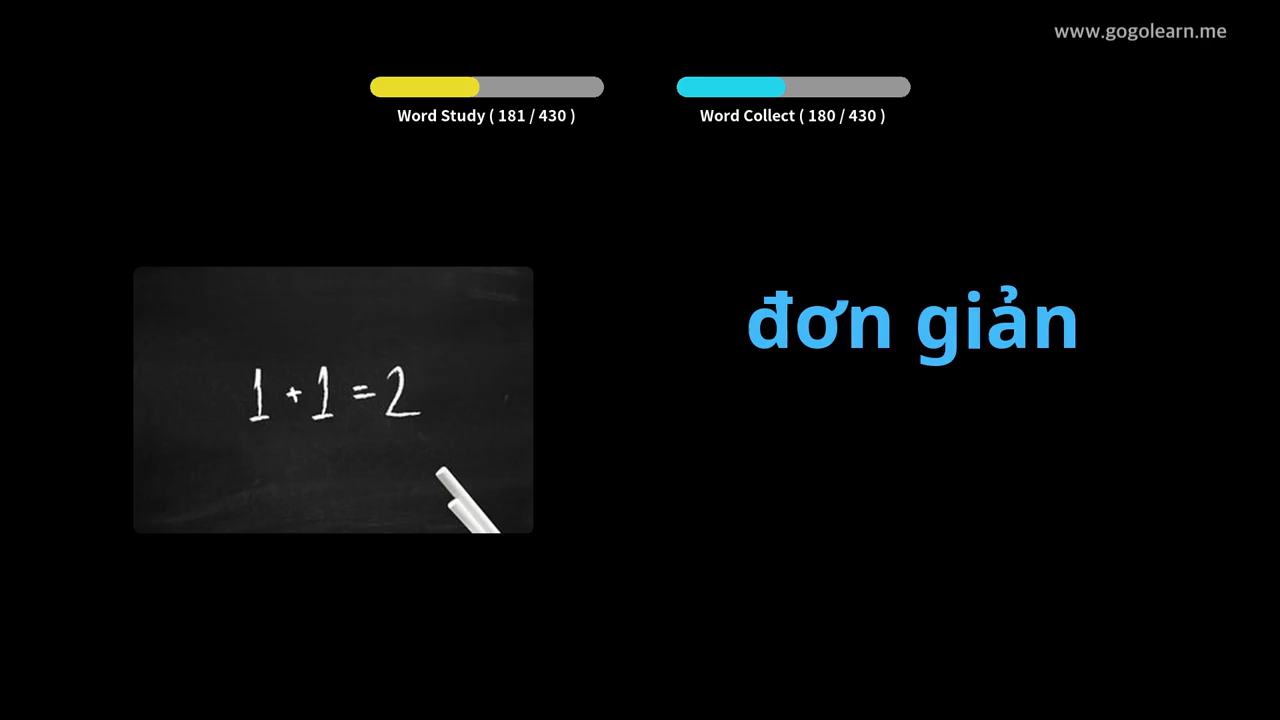 www.gogolearn.me
Word Study ( 181 / 430 )
Word Collect ( 180 / 430 )
đơn giản
1 + 1 = 2